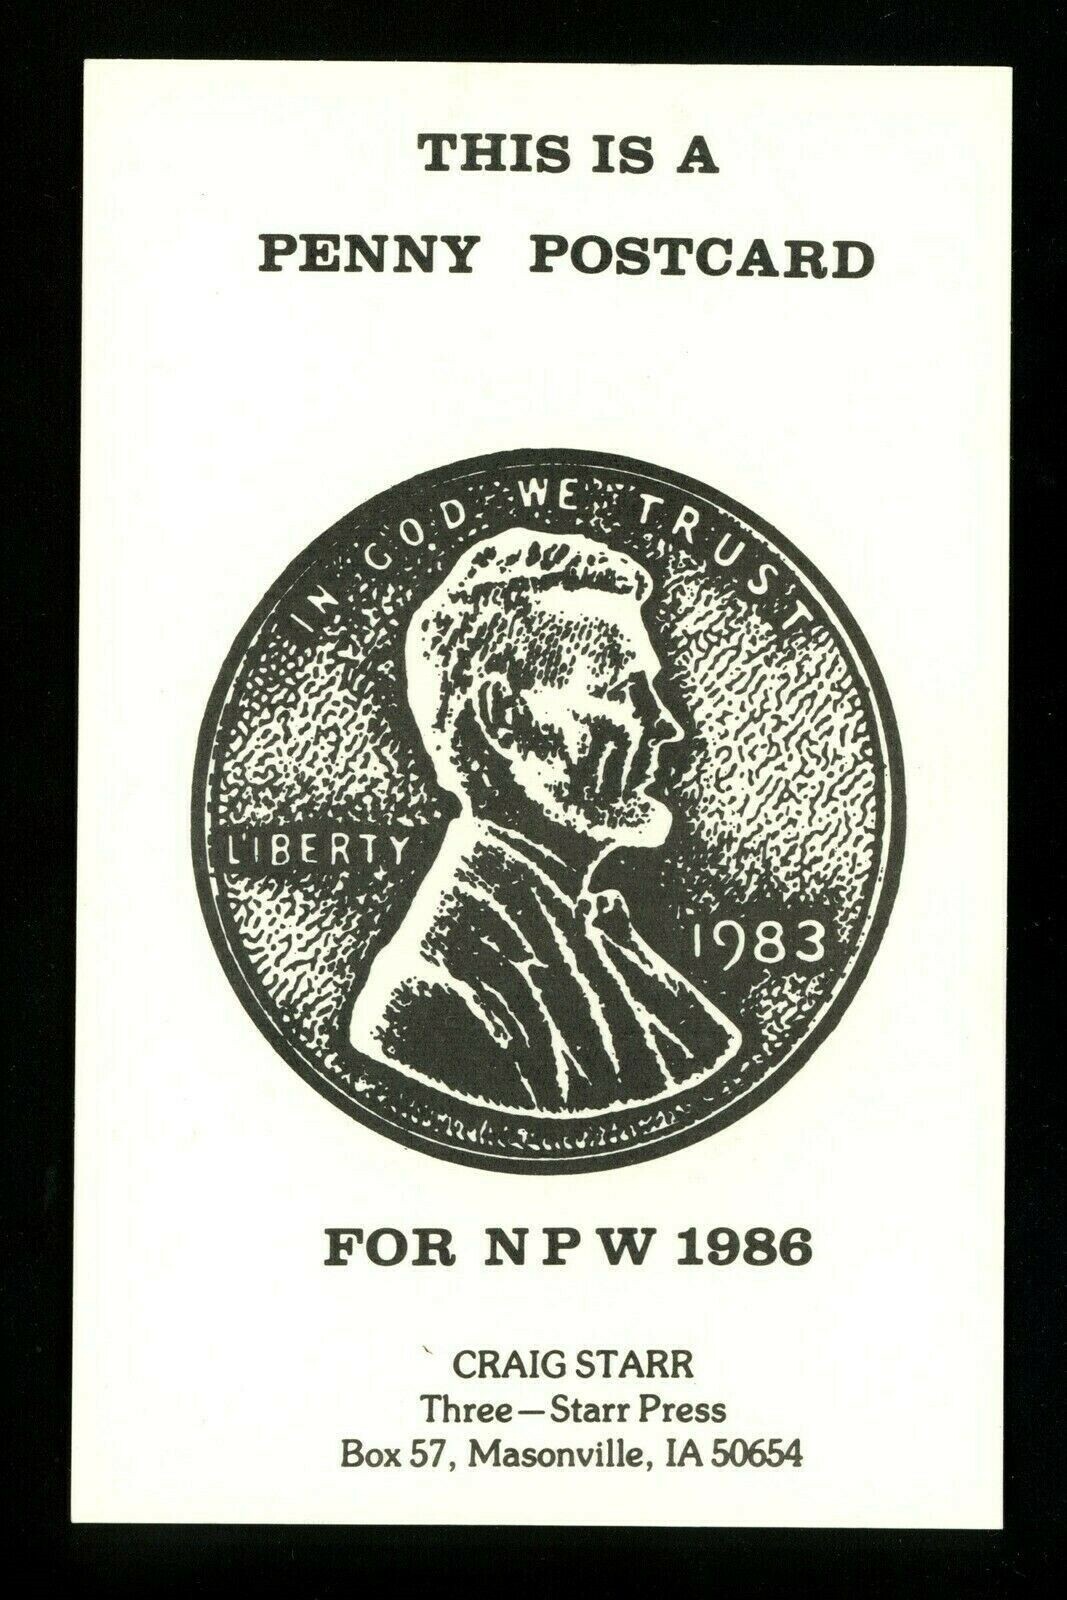 THIS IS A
PENNY POSTCARD
IN GOD WE TRUST
LIBERTY
1983
FOR N P W 1986
CRAIG STARR
Three—Starr Press
Box 57, Masonville, IA 50654